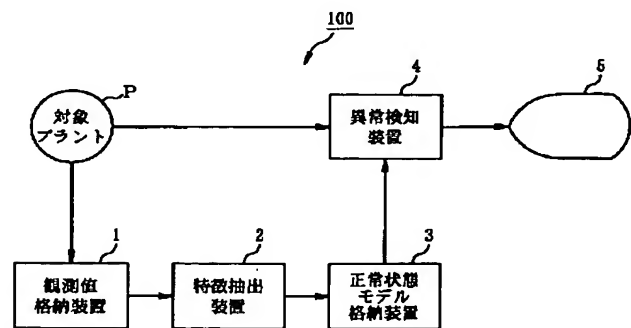 100
P
対象
プラント
4
異常検知
装置
5
1
観測値
格納装置
2
特徴抽出
装置
3
正常状態
モデル
格納装置